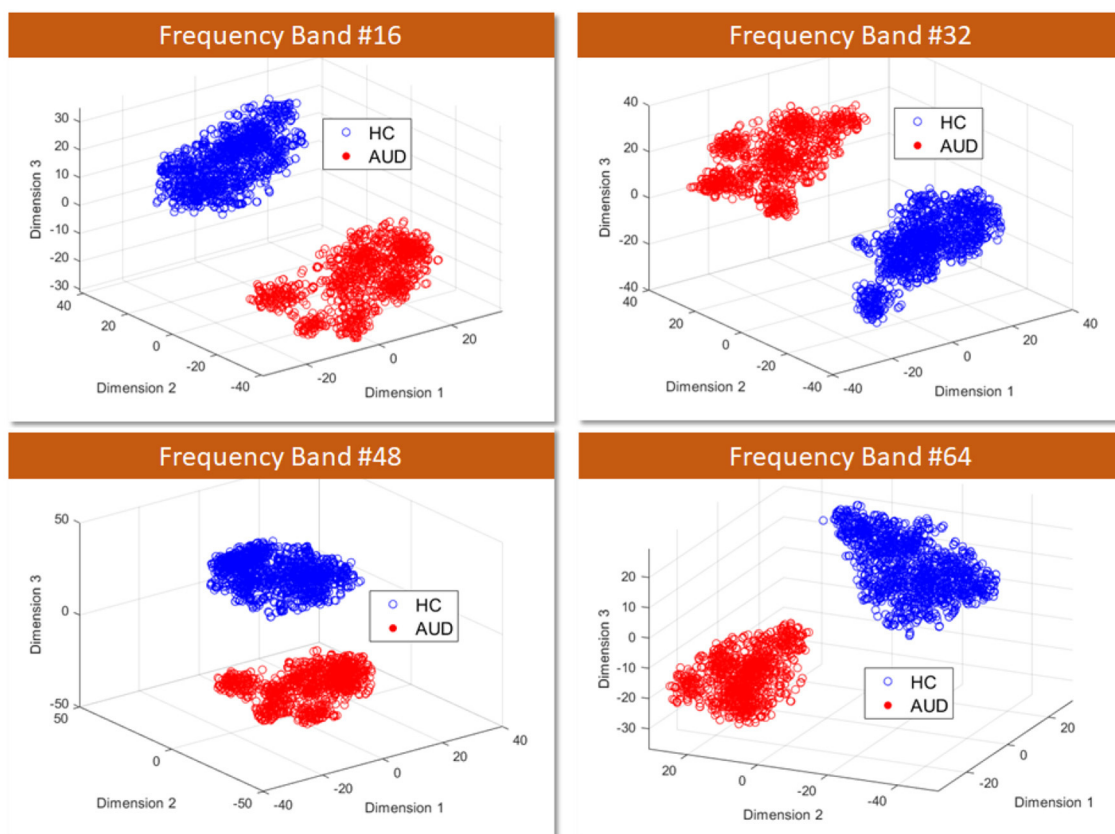 Frequency Band #16
HC
AUD
30
20
10
0
-10
-20
-30
Dimension 3
40
20
0
-20
-40
Dimension 2
-20
0
20
Dimension 1
Frequency Band #32
HC
AUD
40
20
0
-20
-40
Dimension 3
40
20
0
-20
-40
Dimension 2
-40
-20
0
20
40
Dimension 1
Frequency Band #48
HC
AUD
50
0
-50
Dimension 3
50
0
-50
Dimension 2
-40
-20
0
20
40
Dimension 1
Frequency Band #64
HC
AUD
20
10
0
-10
-20
-30
Dimension 3
20
0
-20
-40
Dimension 2
-20
0
20
Dimension 1